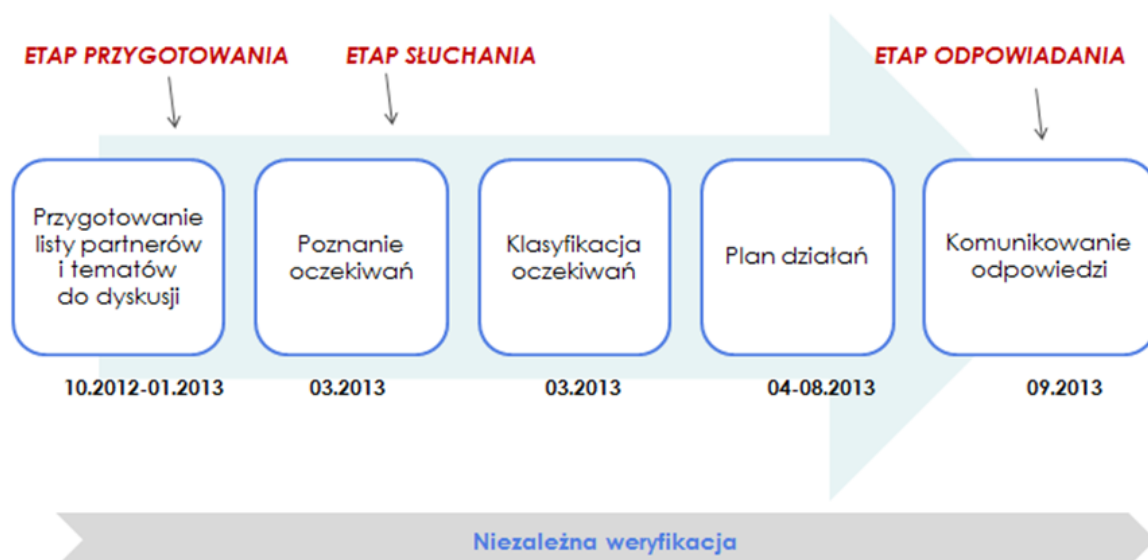 ETAP PRZYGOTOWANIA
ETAP SŁUCHANIA
ETAP ODPOWIADANIA
Przygotowanie
listy partnerów
i tematów
do dyskusji
Poznanie
oczekiwań
Klasyfikacja
oczekiwań
Plan działań
Komunikowanie
odpowiedzi
10.2012-01.2013
03.2013
03.2013
04-08.2013
09.2013
Niezależna weryfikacja